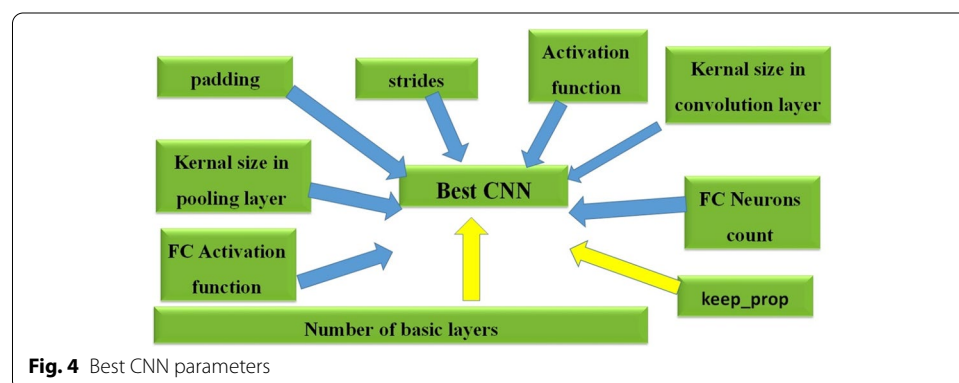 padding
strides
Activation
function
Kernal size in
convolution layer
Kernal size in
pooling layer
Best CNN
FC Neurons
count
FC Activation
function
keep_prop
Number of basic layers
Fig. 4 Best CNN parameters